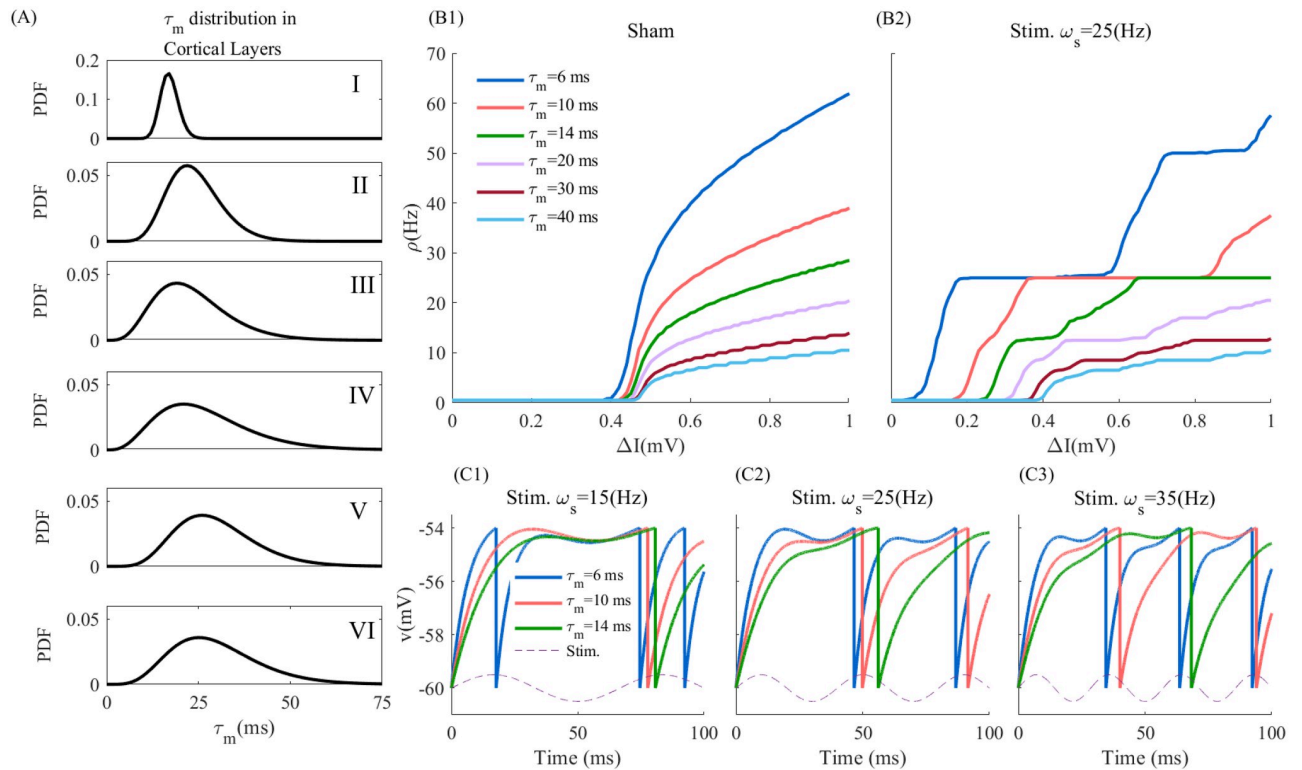 (A)
τm distribution in
Cortical Layers
PDF
0.2
0.1
0
I
PDF
0.05
0
II
PDF
0.05
0
III
PDF
0.05
0
IV
PDF
0.05
0
V
PDF
0.05
0
VI
0 25 50 75
τm(ms)
(B1)
Sham
ρ(Hz)
70
60
50
40
30
20
10
0
τm=6 ms
τm=10 ms
τm=14 ms
τm=20 ms
τm=30 ms
τm=40 ms
0 0.2 0.4 0.6 0.8 1
ΔI(mV)
(B2)
Stim. ωs=25(Hz)
0 0.2 0.4 0.6 0.8 1
ΔI(mV)
(C1)
Stim. ωs=15(Hz)
v(mV)
-54
-56
-58
-60
τm=6 ms
τm=10 ms
τm=14 ms
Stim.
0 50 100
Time (ms)
(C2)
Stim. ωs=25(Hz)
0 50 100
Time (ms)
(C3)
Stim. ωs=35(Hz)
0 50 100
Time (ms)